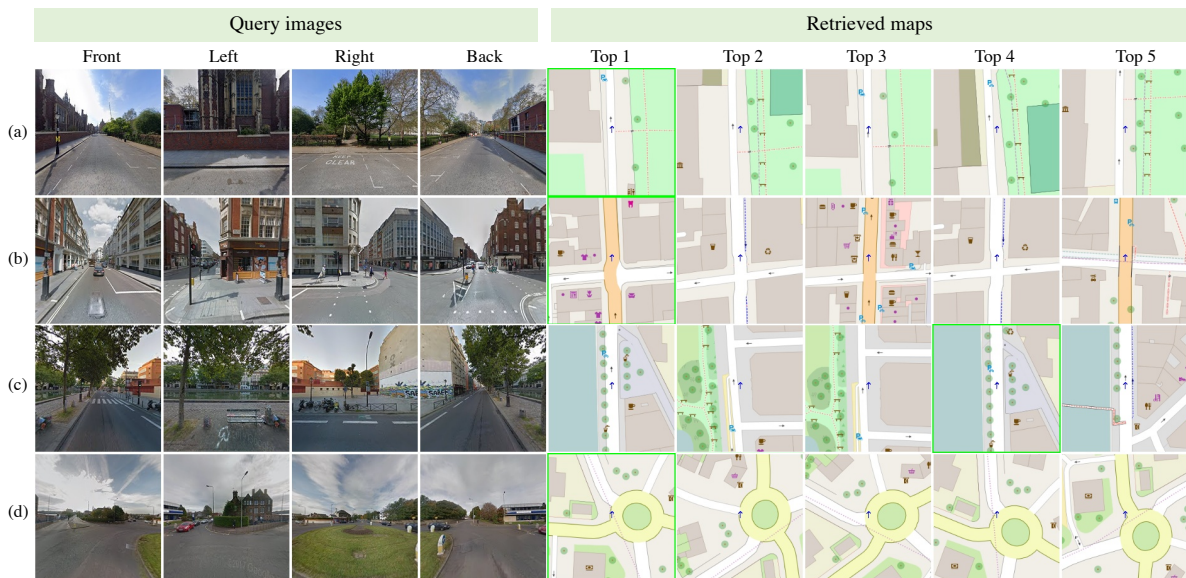 Query images Retrieved maps
Front Left Right Back Top 1 Top 2 Top 3 Top 4 Top 5
(a)
KEEP
CLEAR
(b)
(c)
(d)